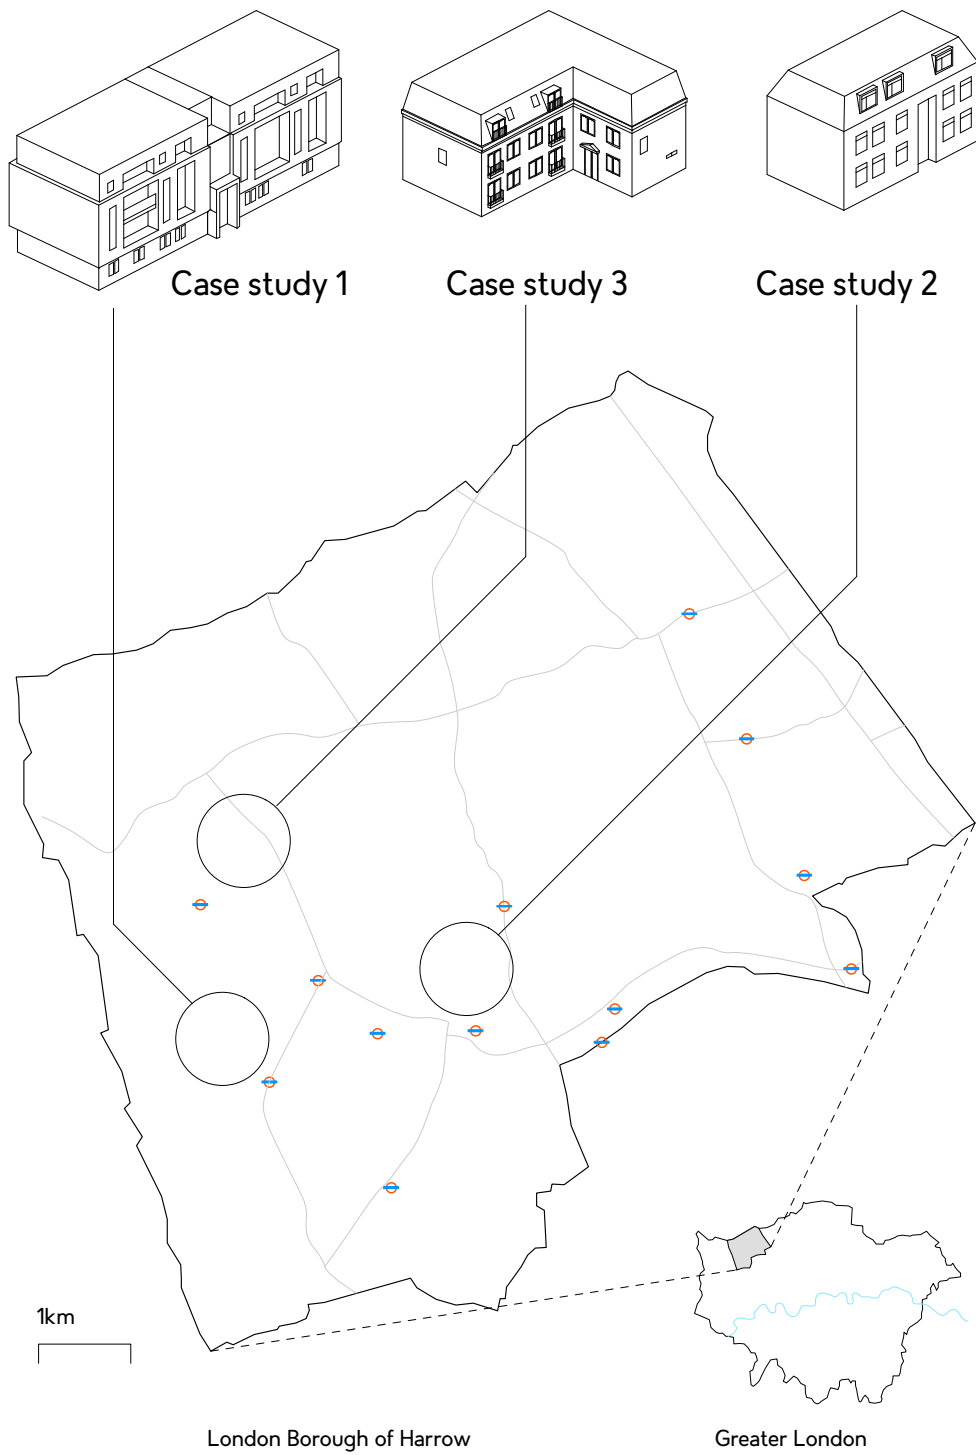 Case study 1
Case study 3
Case study 2
1km
London Borough of Harrow
Greater London